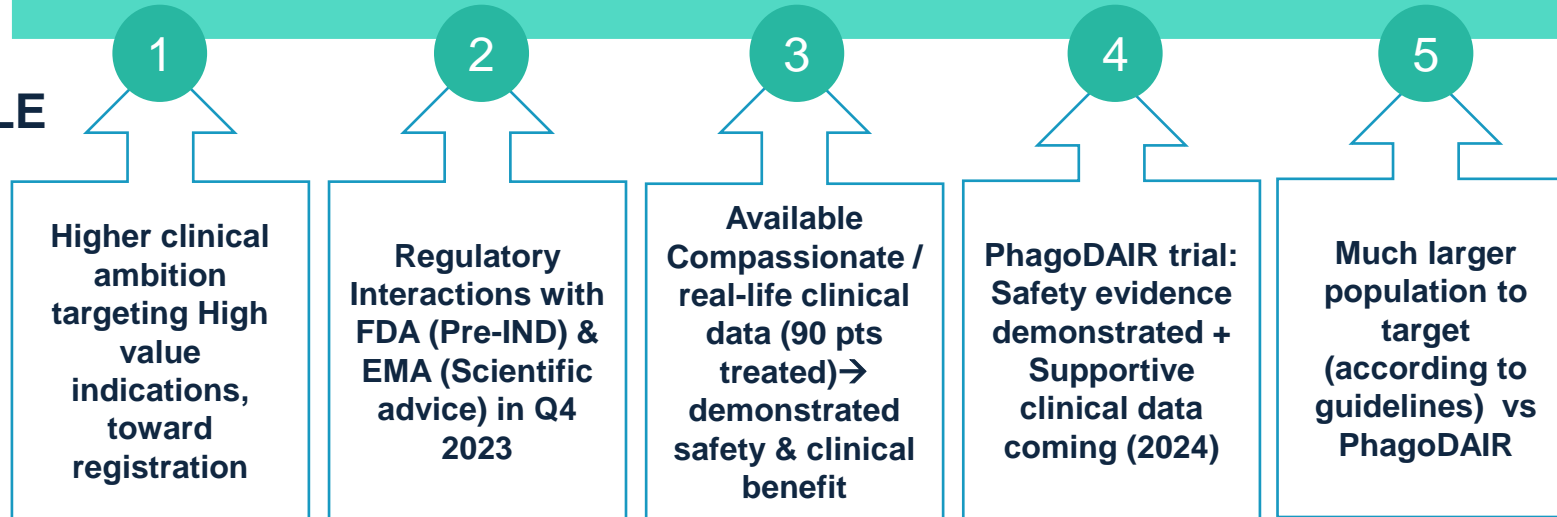 1
2
3
4
5
LE
Higher clinical
ambition
targeting High
value
indications,
toward
registration
Regulatory
Interactions with
FDA (Pre-IND) &
EMA (Scientific
advice) in Q4
2023
Available
Compassionate /
real-life clinical
data (90 pts
treated)→
demonstrated
safety & clinical
benefit
PhagoDAIR trial:
Safety evidence
demonstrated +
Supportive
clinical data
coming (2024)
Much larger
population to
target
(according to
guidelines) vs
PhagoDAIR